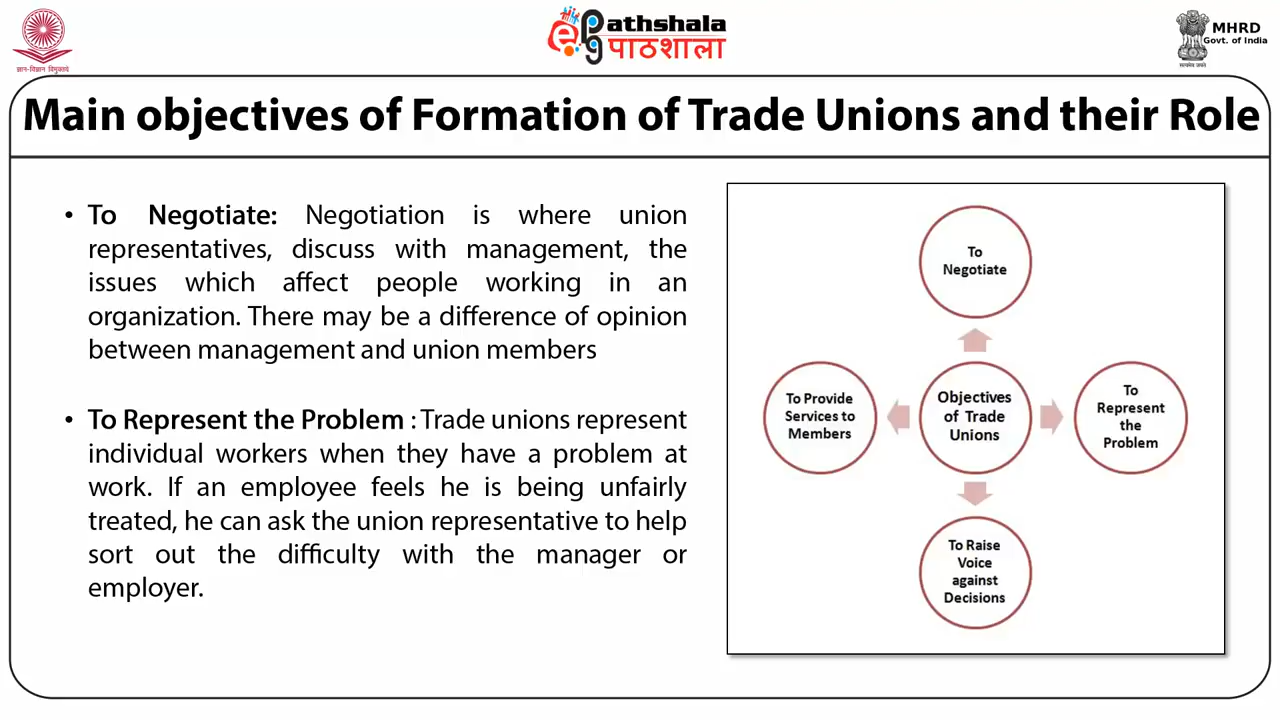 ज्ञान-विज्ञान विमुक्तये
epathshala
पाठशाला
सत्यमेव जयते
MHRD
Govt. of India
Main objectives of Formation of Trade Unions and their Role
• To Negotiate: Negotiation is where union
representatives, discuss with management, the
issues which affect people working in an
organization. There may be a difference of opinion
between management and union members
• To Represent the Problem : Trade unions represent
individual workers when they have a problem at
work. If an employee feels he is being unfairly
treated, he can ask the union representative to help
sort out the difficulty with the manager or
employer.
To
Negotiate
To Provide
Services to
Members
Objectives
of Trade
Unions
To
Represent
the
Problem
To Raise
Voice
against
Decisions